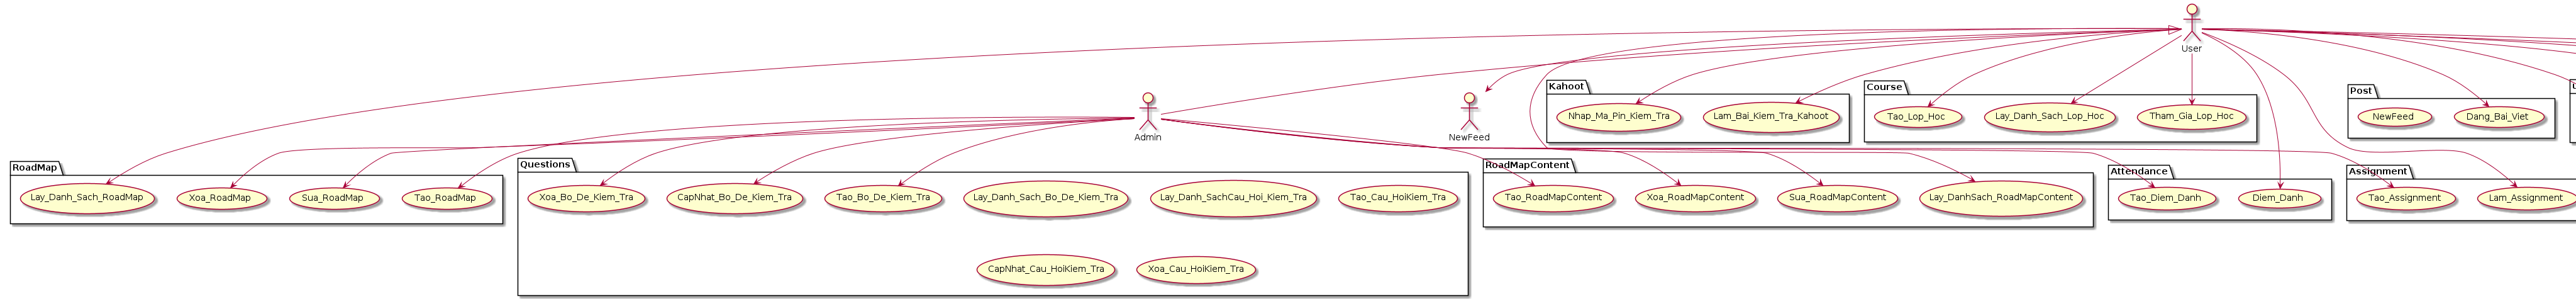 User
Admin
NewFeed
Kahoot
Nhap_Ma_Pin_Kiem_Tra
Lam_Bai_Kiem_Tra_Kahoot
Course
Tao_Lop_Hoc
Lay_Danh_Sach_Lop_Hoc
Tham_Gia_Lop_Hoc
Post
NewFeed
Dang_Bai_Viet
RoadMap
Lay_Danh_Sach_RoadMap
Xoa_RoadMap
Sua_RoadMap
Tao_RoadMap
Questions
Xoa_Bo_De_Kiem_Tra
CapNhat_Bo_De_Kiem_Tra
Tao_Bo_De_Kiem_Tra
Lay_Danh_Sach_Bo_De_Kiem_Tra
Lay_Danh_SachCau_Hoi_Kiem_Tra
Tao_Cau_HoiKiem_Tra
CapNhat_Cau_HoiKiem_Tra
Xoa_Cau_HoiKiem_Tra
RoadMapContent
Tao_RoadMapContent
Xoa_RoadMapContent
Sua_RoadMapContent
Lay_DanhSach_RoadMapContent
Attendance
Tao_Diem_Danh
Diem_Danh
Assignment
Tao_Assignment
Lam_Assignment